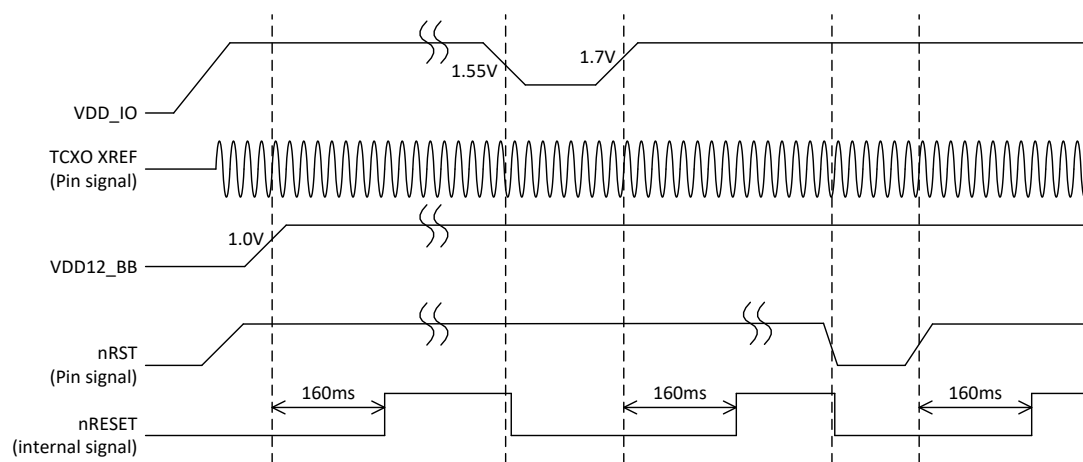 1.55V
1.7V
VDD_IO
TCXO XREF
(Pin signal)
1.0V
VDD12_BB
nRST
(Pin signal)
160ms
160ms
160ms
nRESET
(internal signal)